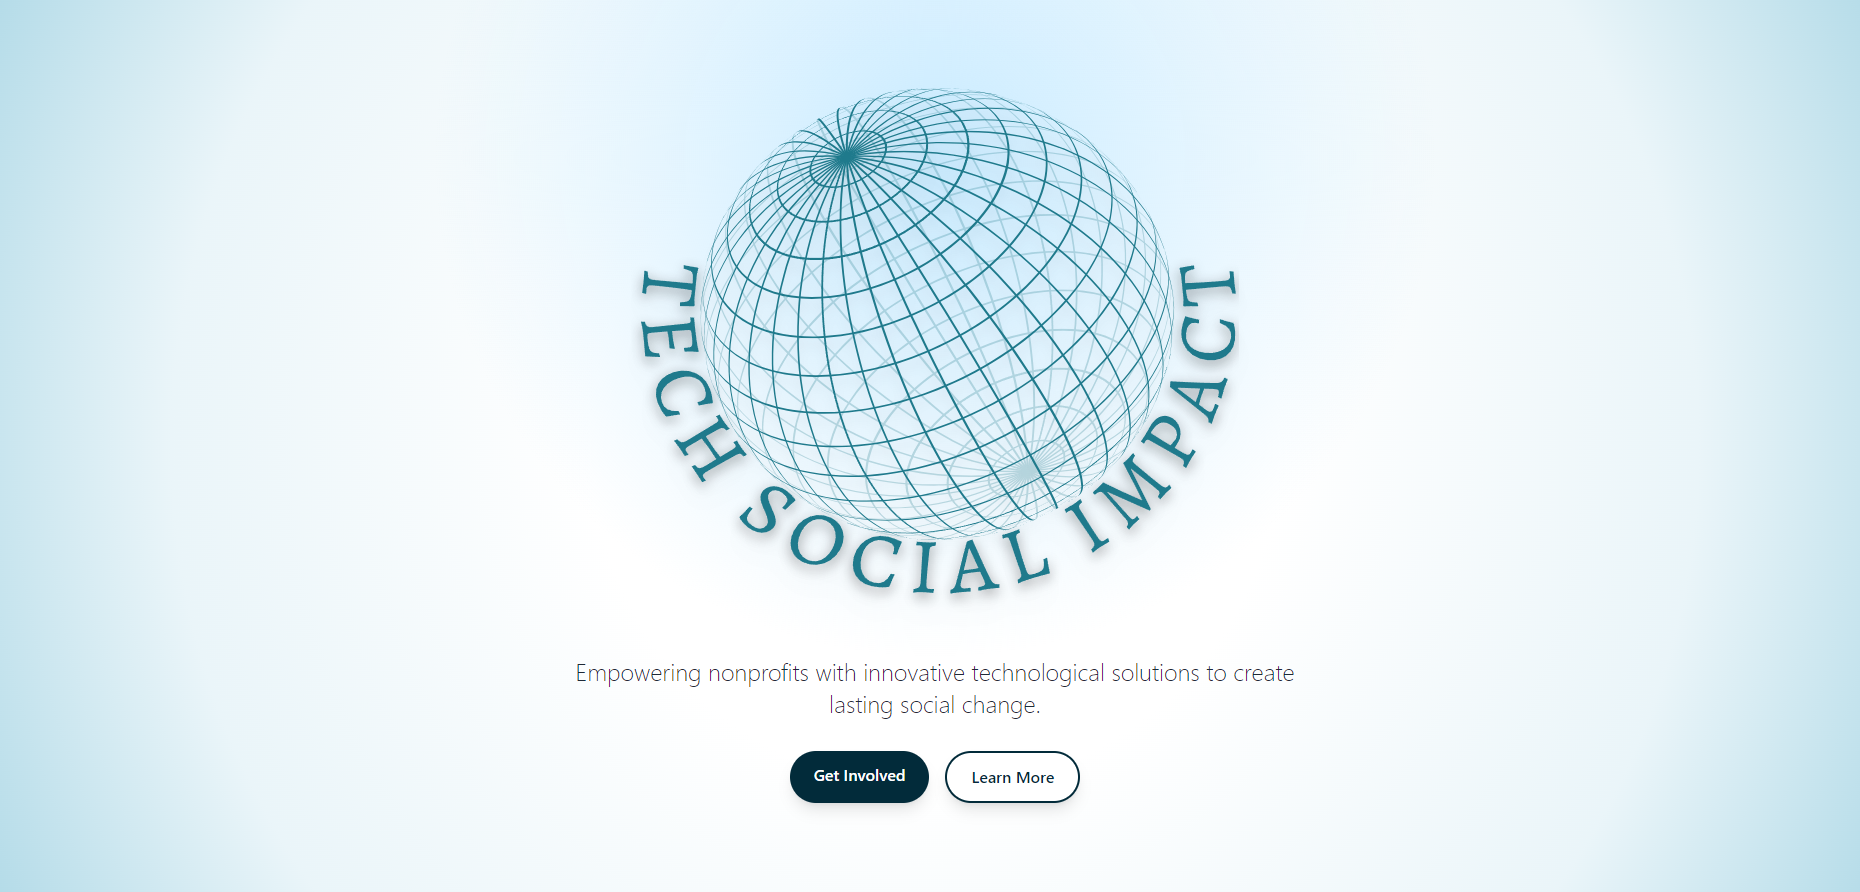 TECH SOCIAL IMPACT
Empowering nonprofits with innovative technological solutions to create
lasting social change.
Get Involved
Learn More